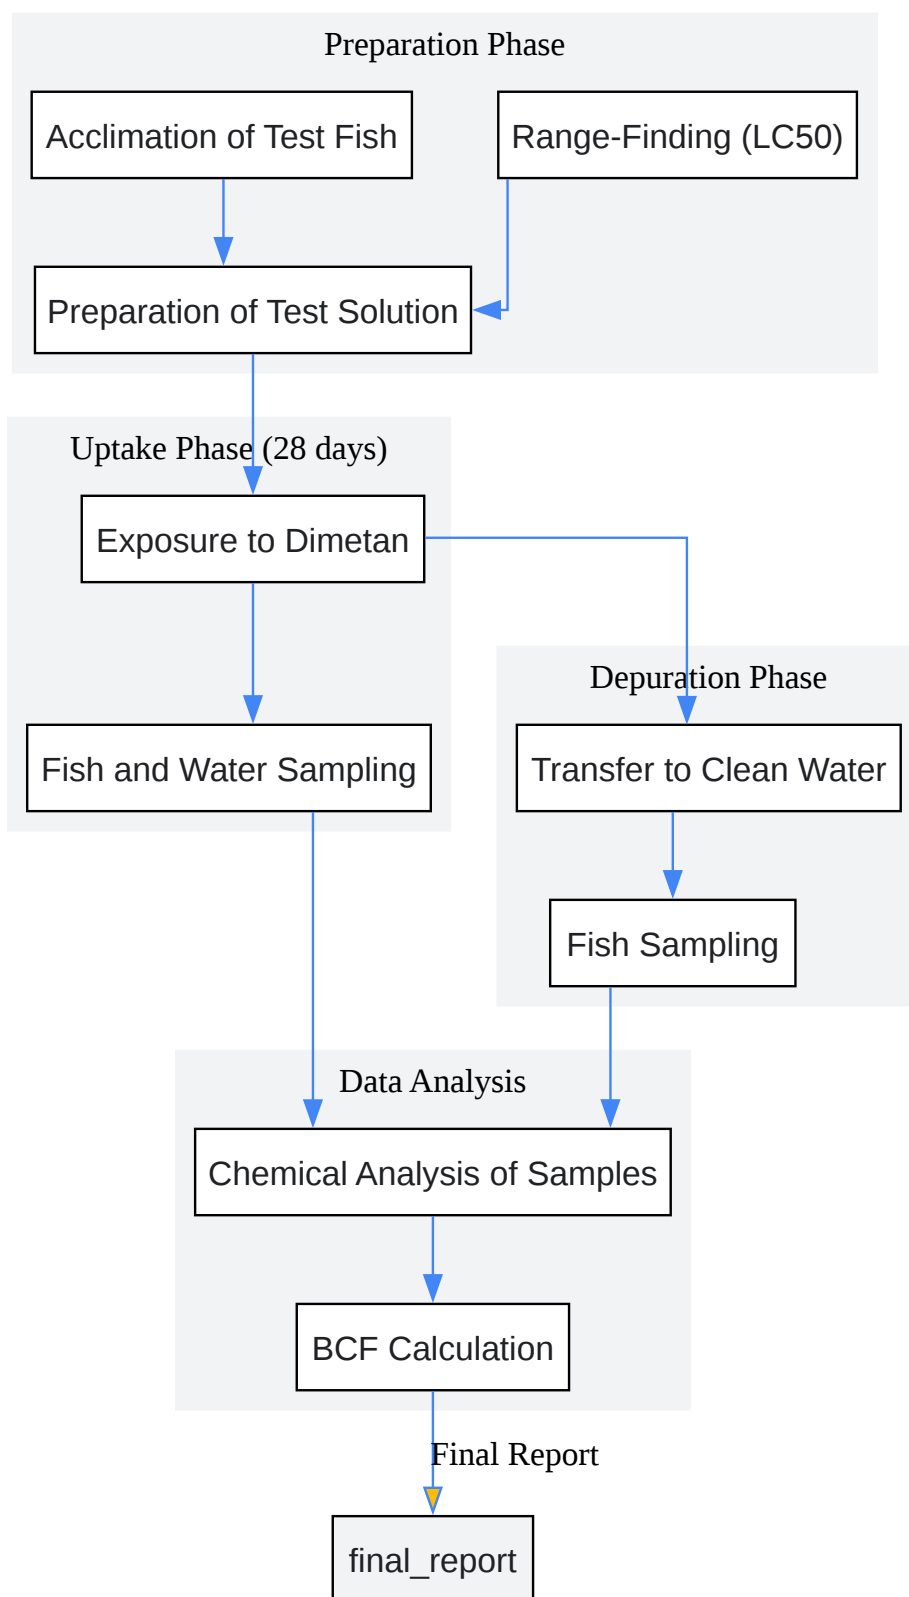 Preparation Phase
Acclimation of Test Fish
Range-Finding (LC50)
Preparation of Test Solution
Uptake Phase (28 days)
Exposure to Dimetan
Depuration Phase
Fish and Water Sampling
Transfer to Clean Water
Fish Sampling
Data Analysis
Chemical Analysis of Samples
BCF Calculation
Final Report
final_report